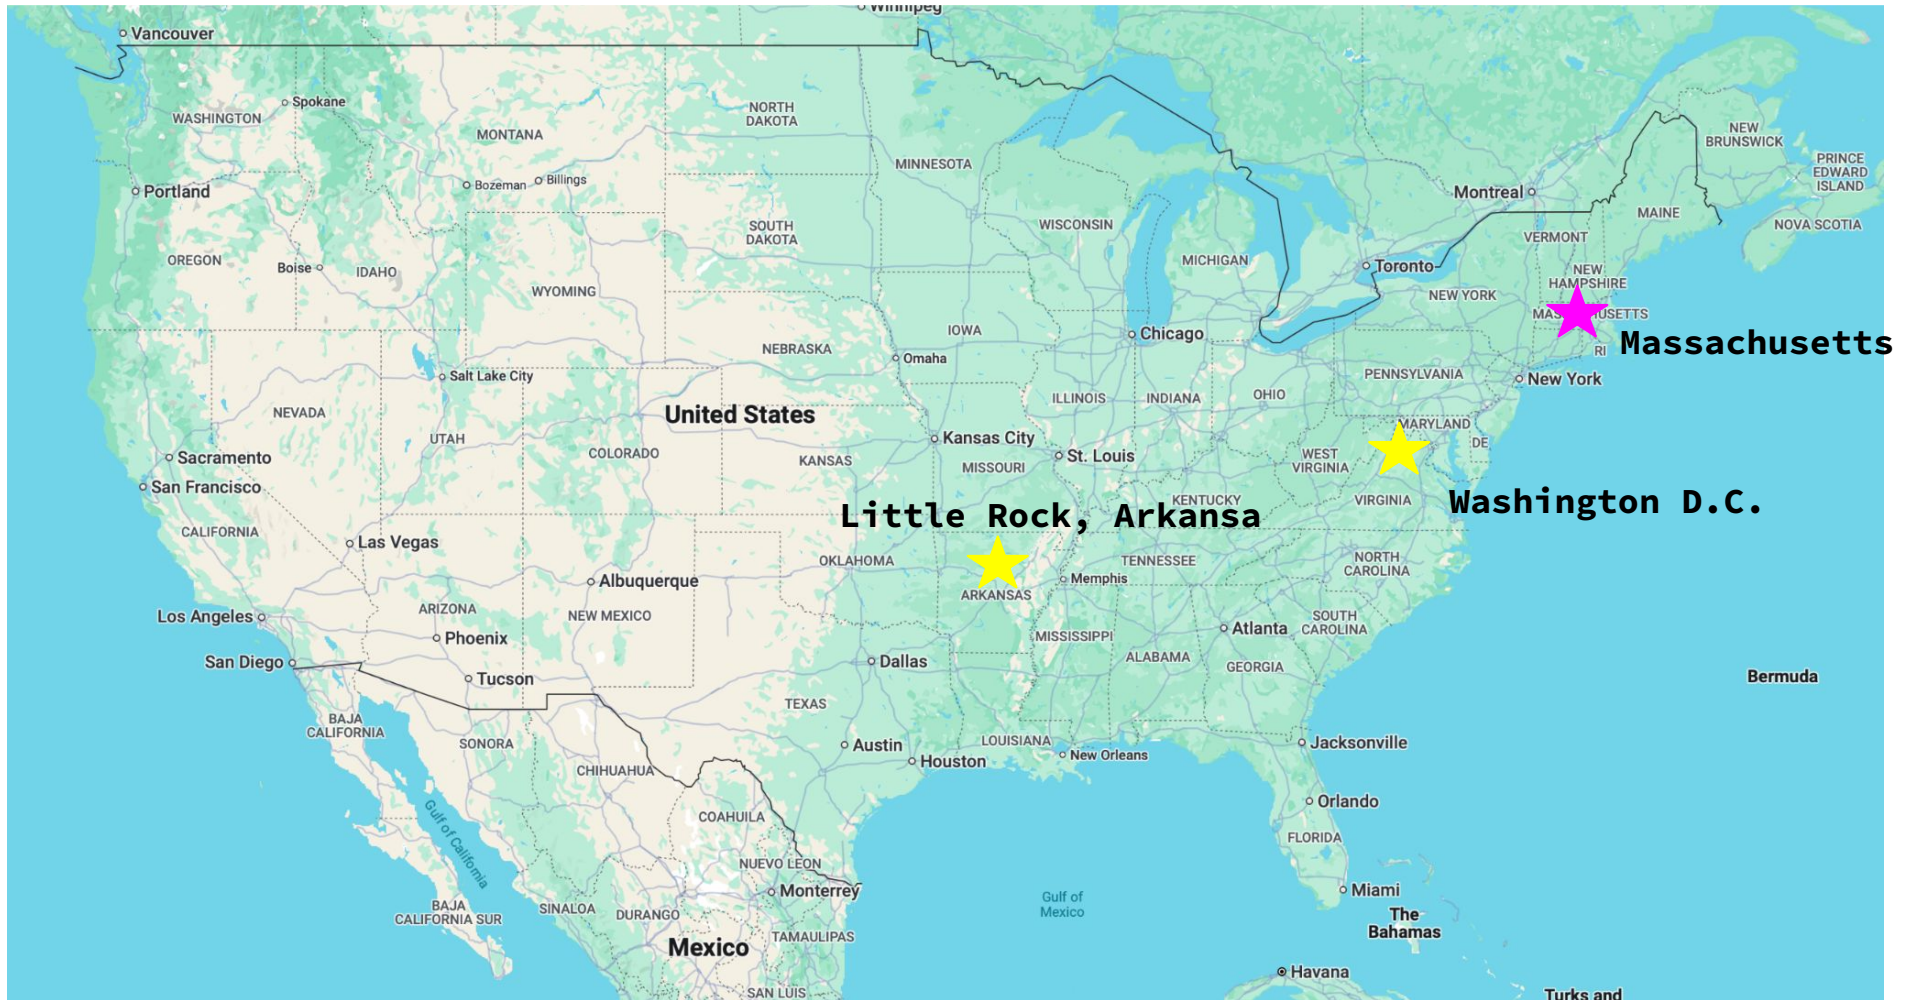 Winnipeg
Vancouver
Spokane
WASHINGTON
NORTH
DAKOTA
MONTANA
NEW
BRUNSWICK
MINNESOTA
PRINCE
EDWARD
ISLAND
Bozeman
Billings
Portland
Montreal
MAINE
WISCONSIN
SOUTH
DAKOTA
NOVA SCOTIA
VERMONT
OREGON
Boise
IDAHO
MICHIGAN
Toronto
NEW
HAMPSHIRE
WYOMING
NEW YORK
MAS USETTS
IOWA
Chicago
Massachusetts
NEBRASKA
RI
Omaha
Salt Lake City
PENNSYLVANIA
New York
ILLINOIS
INDIANA
OHIO
NEVADA
United States
MARYLAND
UTAH
Kansas City
DE
COLORADO
KANSAS
MISSOURI
St. Louis
WEST
VIRGINIA
Sacramento
San Francisco
KENTUCKY
VIRGINIA
Washington D.C.
Little Rock, Arkansa
CALIFORNIA
Las Vegas
OKLAHOMA
TENNESSEE
NORTH
CAROLINA
Albuquerque
Memphis
ARKANSAS
Los Angeles
ARIZONA
NEW MEXICO
Phoenix
MISSISSIPPI
Atlanta
SOUTH
CAROLINA
San Diego
Dallas
ALABAMA
GEORGIA
Tucson
Bermuda
TEXAS
BAJA
CALIFORNIA
SONORA
Austin
LOUISIANA
New Orleans
Jacksonville
Houston
CHIHUAHUA
Orlando
COAHUILA
Gulf of California
FLORIDA
NUEVO LEON
Monterrey
Miami
Gulf of
Mexico
BAJA
CALIFORNIA SUR
SINALOA
DURANGO
The
Bahamas
Mexico
TAMAULIPAS
Havana
SAN LUIS
Turks and